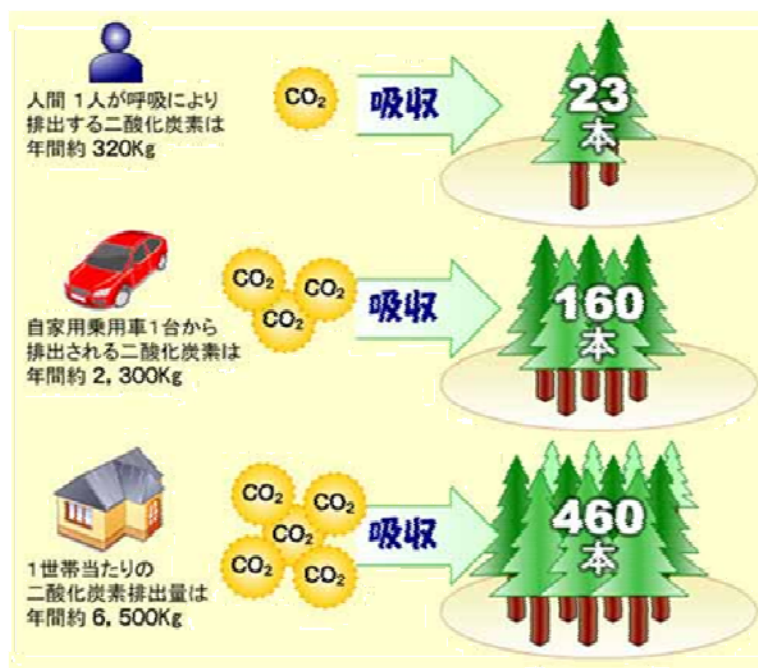 CO₂
吸収
23
本
人間 1人が呼吸により
排出する二酸化炭素は
年間約 320Kg
CO₂
CO₂
CO₂
吸収
160
本
自家用乗用車1台から
排出される二酸化炭素は
年間約 2,300Kg
CO₂
CO₂
CO₂
CO₂
CO₂
吸収
460
本
1世帯当たりの
二酸化炭素排出量は
年間約 6,500Kg